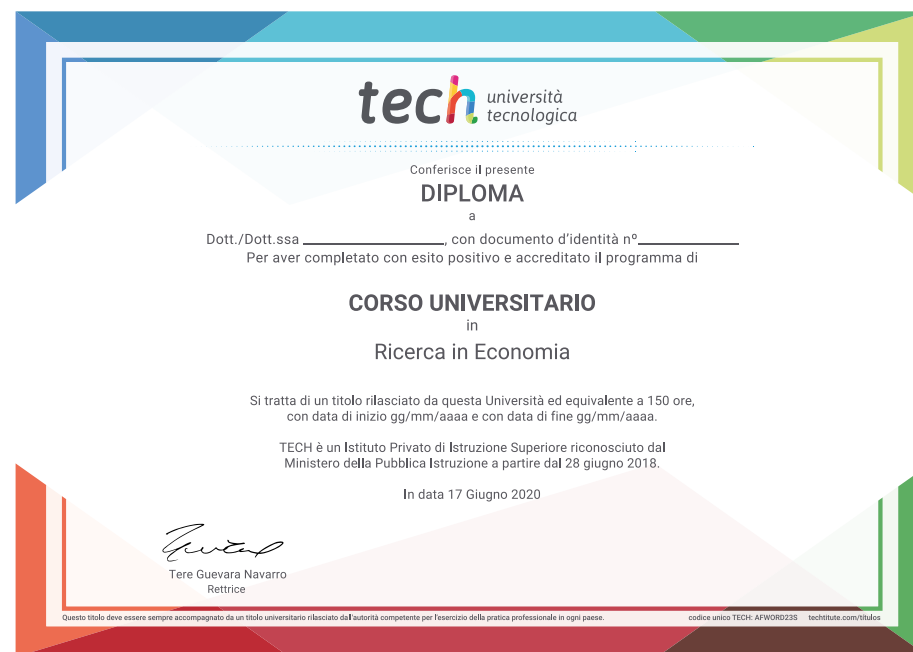 tech università
tecnologica
Conferisce il presente
DIPLOMA
a
Dott./Dott.ssa ____________________, con documento d'identità nº______________
Per aver completato con esito positivo e accreditato il programma di
CORSO UNIVERSITARIO
in
Ricerca in Economia
Si tratta di un titolo rilasciato da questa Università ed equivalente a 150 ore,
con data di inizio gg/mm/aaaa e con data di fine gg/mm/aaaa.
TECH è un Istituto Privato di Istruzione Superiore riconosciuto dal
Ministero della Pubblica Istruzione a partire dal 28 giugno 2018.
In data 17 Giugno 2020
Tere Guevara Navarro
Rettrice
Questo titolo deve essere sempre accompagnato da un titolo universitario rilasciato dall'autorità competente per l'esercizio della pratica professionale in ogni paese. codice unico TECH: AFWORD23S techtitute.com/titulos